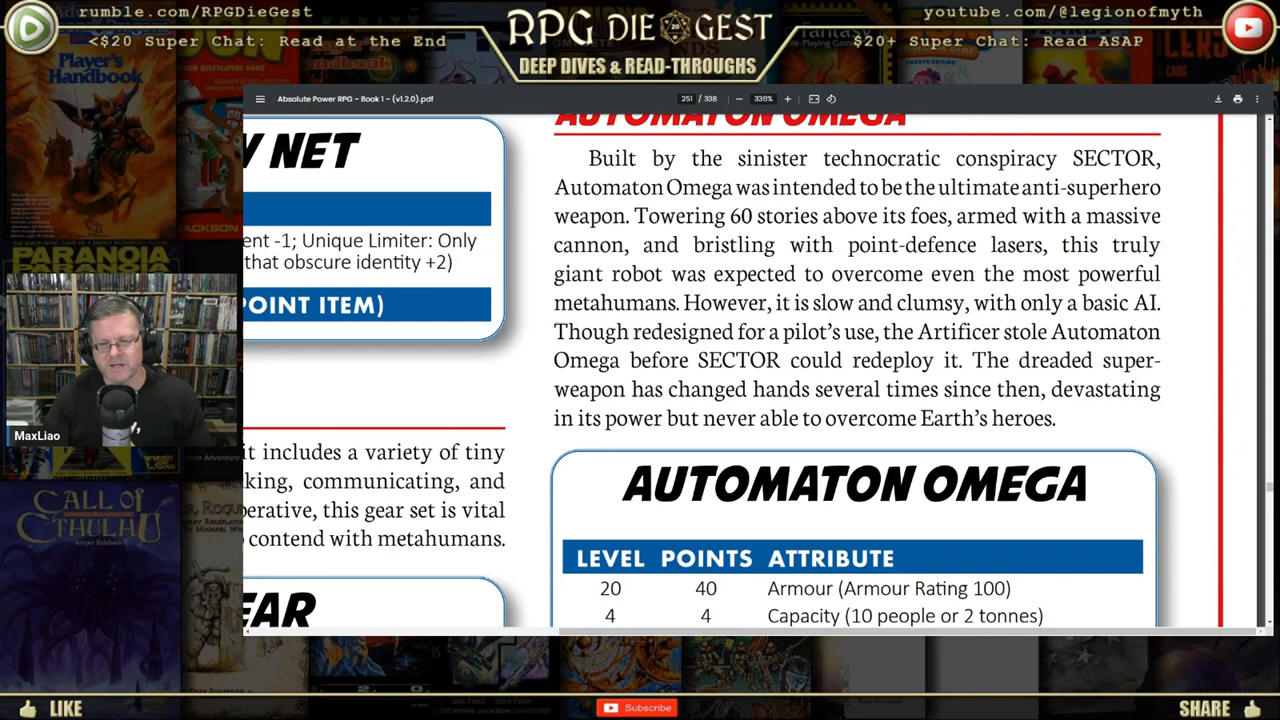 rumble.com/RPGDieGest
<$20 Super Chat: Read at the End
RPG DIE GEST
DEEP DIVES & READ-THROUGHS
youtube.com/@legionofmyth
$20+ Super Chat: Read ASAP
Player's
Handbook
Absolute Power RPG - Book 1 - (v1.2.0).pdf
251 / 338
336%
NET
ent -1; Unique Limiter: Only
that obscure identity +2)
POINT ITEM)
it includes a variety of tiny
king, communicating, and
perative, this gear set is vital
contend with metahumans.
EAR
AUTOMATON OMEGA
Built by the sinister technocratic conspiracy SECTOR,
Automaton Omega was intended to be the ultimate anti-superhero
weapon. Towering 60 stories above its foes, armed with a massive
cannon, and bristling with point-defence lasers, this truly
giant robot was expected to overcome even the most powerful
metahumans. However, it is slow and clumsy, with only a basic AI.
Though redesigned for a pilot's use, the Artificer stole Automaton
Omega before SECTOR could redeploy it. The dreaded super-
weapon has changed hands several times since then, devastating
in its power but never able to overcome Earth's heroes.
AUTOMATON OMEGA
LEVEL POINTS ATTRIBUTE
20 40 Armour (Armour Rating 100)
4 4 Capacity (10 people or 2 tonnes)
PARANOIA
MaxLiao
CALL OF
CTHULHU
LIKE
Subscribe
SHARE